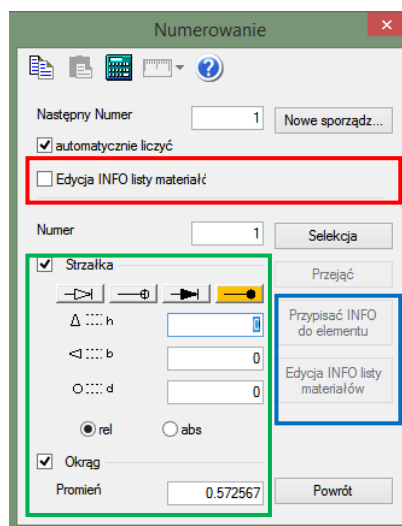 Numerowanie
Następny Numer 1 Nowe sporządz...
automatycznie liczyć
Edycja INFO listy materiałć
Numer 1 Selekcja
Strzałka Przejąć
h 0 Przypisać INFO
do elementu
b 0
Edycja INFO listy
materiałów
d 0
rel abs
Okrąg
Promień 0.572567 Powrót